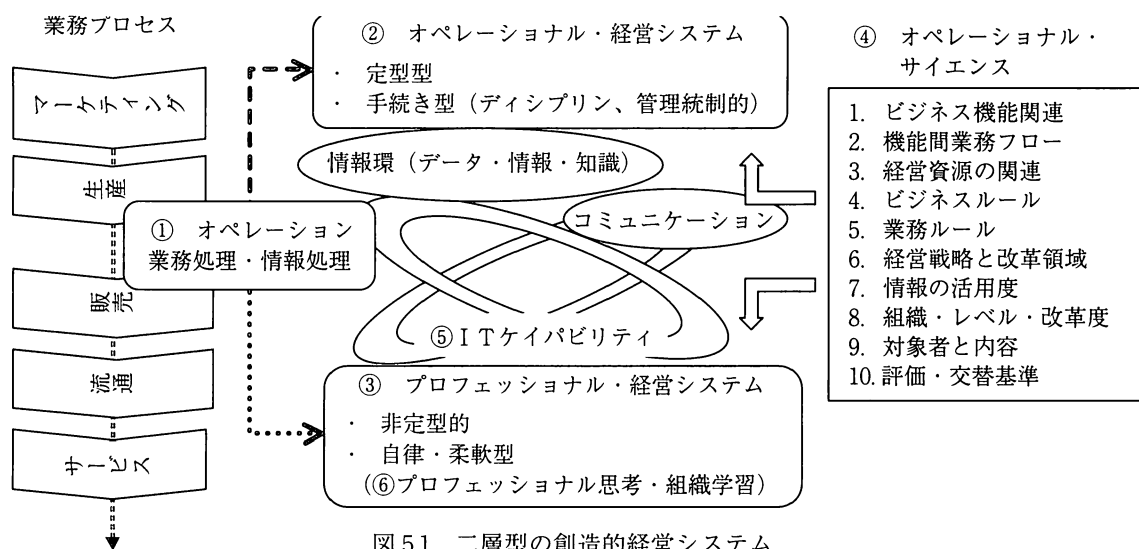 業務プロセス
マーケティング
生産
販売
流通
サービス
① オペレーション
業務処理・情報処理
② オペレーショナル・経営システム
・ 定型型
・ 手続き型（ディシプリン、管理統制的）
情報環（データ・情報・知識）
コミュニケーション
⑤ＩＴケイパビリティ
③ プロフェッショナル・経営システム
・ 非定型的
・ 自律・柔軟型
（⑥プロフェッショナル思考・組織学習）
④ オペレーショナル・
サイエンス
1. ビジネス機能関連
2. 機能間業務フロー
3. 経営資源の関連
4. ビジネスルール
5. 業務ルール
6. 経営戦略と改革領域
7. 情報の活用度
8. 組織・レベル・改革度
9. 対象者と内容
10. 評価・交替基準
図51 二層型の創造的経営システム